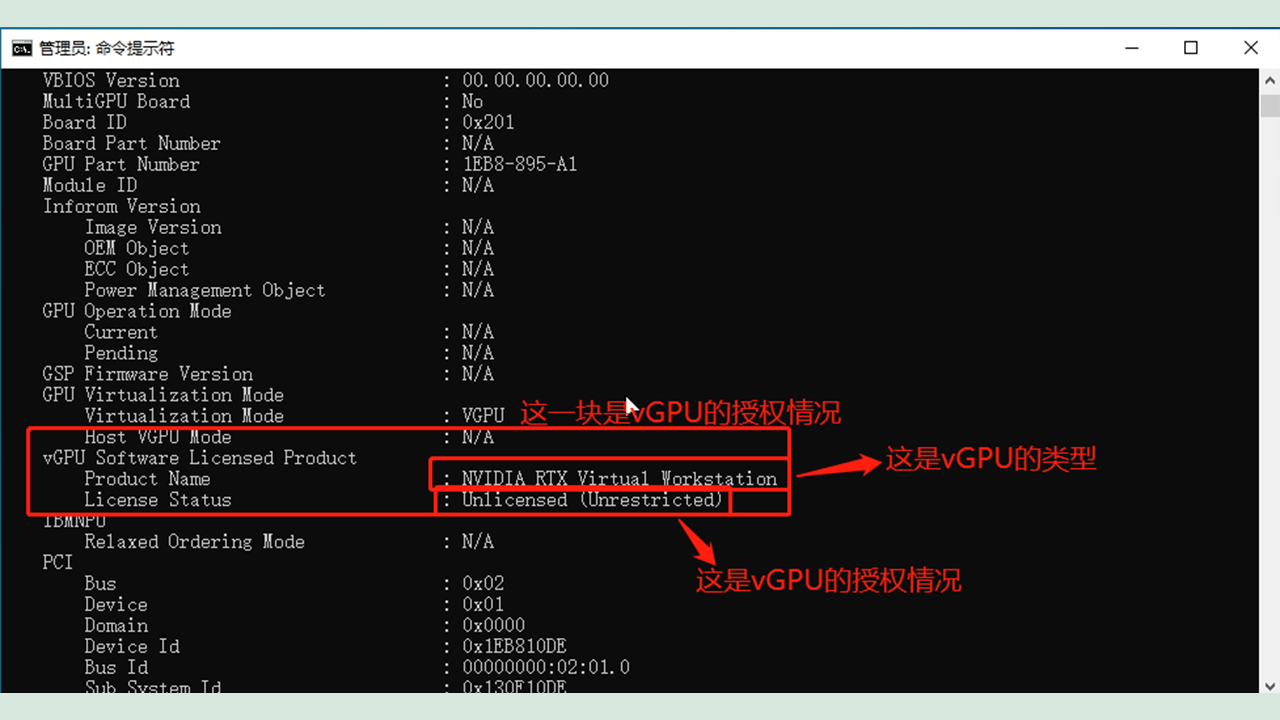 管理员: 命令提示符
VBIOS Version : 00.00.00.00.00
MultiGPU Board : No
Board ID : 0x201
Board Part Number : N/A
GPU Part Number : 1EB8-895-A1
Module ID : N/A
Inforom Version
Image Version : N/A
OEM Object : N/A
ECC Object : N/A
Power Management Object : N/A
GPU Operation Mode
Current : N/A
Pending : N/A
GSP Firmware Version : N/A
GPU Virtualization Mode
Virtualization Mode : VGPU 这一块是vGPU的授权情况
Host VGPU Mode : N/A
vGPU Software Licensed Product 这是vGPU的类型
Product Name : NVIDIA RTX Virtual Workstation
License Status : Unlicensed (Unrestricted)
IBMNPU
Relaxed Ordering Mode : N/A
PCI
这是vGPU的授权情况
Bus : 0x02
Device : 0x01
Domain : 0x0000
Device Id : 0x1EB810DE
Bus Id : 00000000:02:01.0
Sub System Id : 0x130F10DE